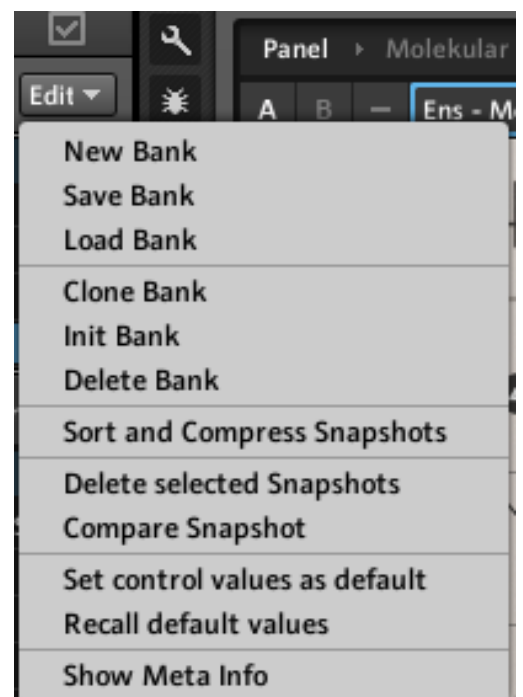 Panel Molekular
Edit
A B Ens - M
New Bank
Save Bank
Load Bank
Clone Bank
Init Bank
Delete Bank
Sort and Compress Snapshots
Delete selected Snapshots
Compare Snapshot
Set control values as default
Recall default values
Show Meta Info